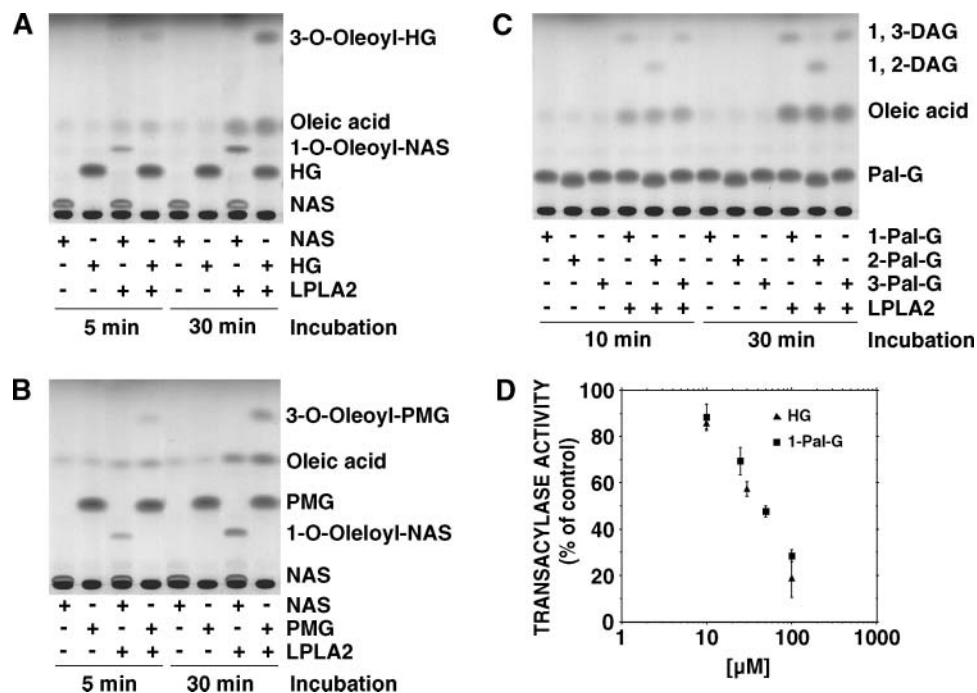 A
3-O-Oleoyl-HG
Oleic acid
1-O-Oleoyl-NAS
HG
NAS
+ - + - + - + - NAS
- + - + - + - + HG
+ + + + LPLA2
5 min 30 min Incubation
B
3-O-Oleoyl-PMG
Oleic acid
PMG
1-O-Oleloyl-NAS
NAS
+ - + - + - + - NAS
- + - + - + - + PMG
+ + + + LPLA2
5 min 30 min Incubation
C
1, 3-DAG
1, 2-DAG
Oleic acid
Pal-G
+ - - + - - + - - + - - 1-Pal-G
- + - - + - - + - - + - 2-Pal-G
- - + - - + - - + - - + 3-Pal-G
+ + + + + + LPLA2
10 min 30 min Incubation
D
TRANSACYLASE ACTIVITY
(% of control)
100
80
60
40
20
0
HG
1-Pal-G
1 10 100 1000
[µM]